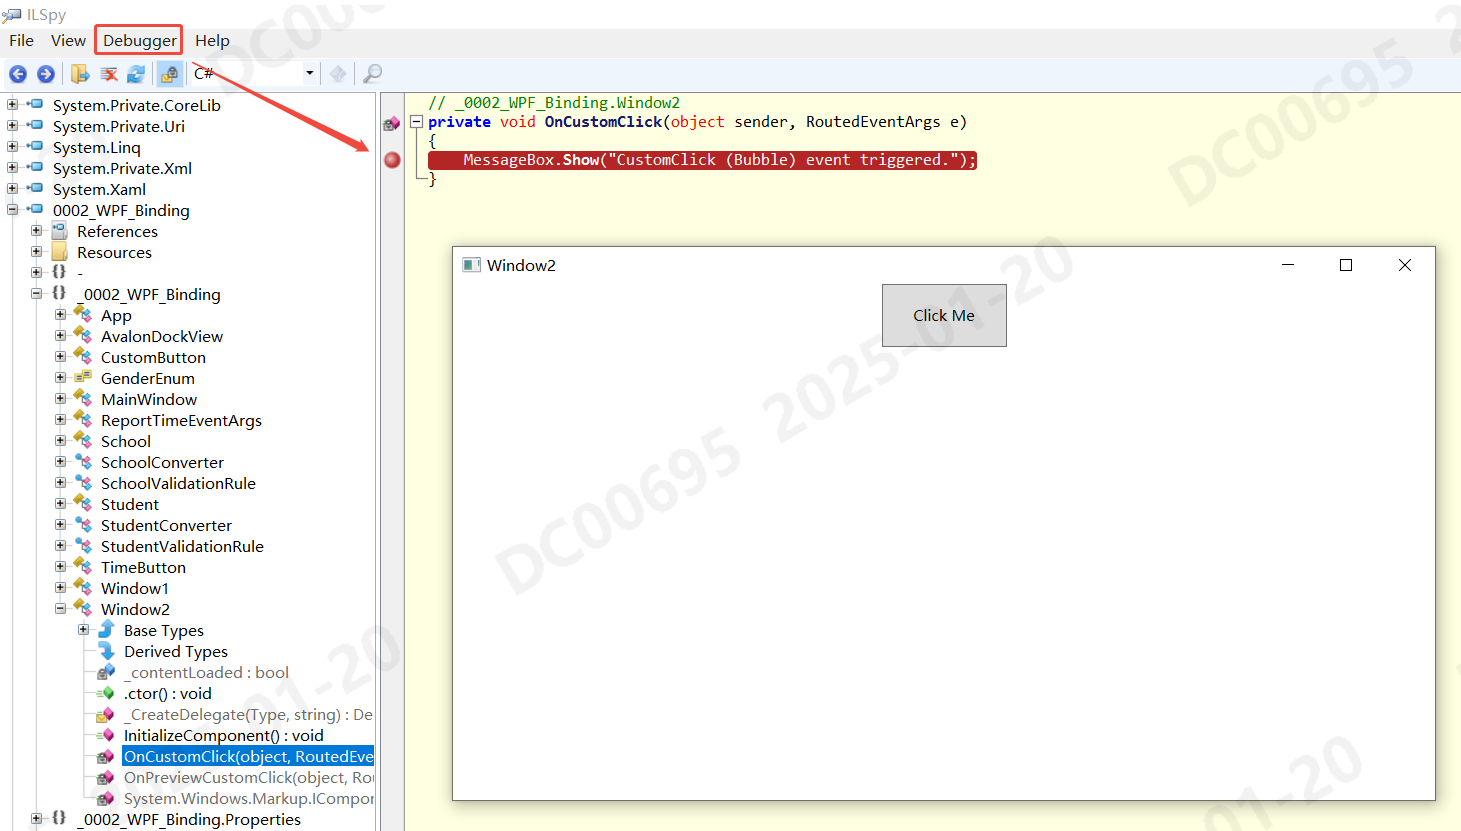 ILSpy
File View Debugger Help
C#
System.Private.CoreLib
System.Private.Uri
System.Linq
System.Private.Xml
System.Xaml
0002_WPF_Binding
References
Resources
{} -
{} _0002_WPF_Binding
App
AvalonDockView
CustomButton
GenderEnum
MainWindow
ReportTimeEventArgs
School
SchoolConverter
SchoolValidationRule
Student
StudentConverter
StudentValidationRule
TimeButton
Window1
Window2
Base Types
Derived Types
_contentLoaded : bool
.ctor() : void
_CreateDelegate(Type, string) : De
InitializeComponent() : void
OnCustomClick(object, RoutedEve
OnPreviewCustomClick(object, Rou
System.Windows.Markup.ICompor
{} _0002_WPF_Binding.Properties
// _0002_WPF_Binding.Window2
private void OnCustomClick(object sender, RoutedEventArgs e)
{
MessageBox.Show("CustomClick (Bubble) event triggered.");
}
Window2
Click Me
DC00695 2025-01-20
DC00695
DC00695
2025-01-20
01-20